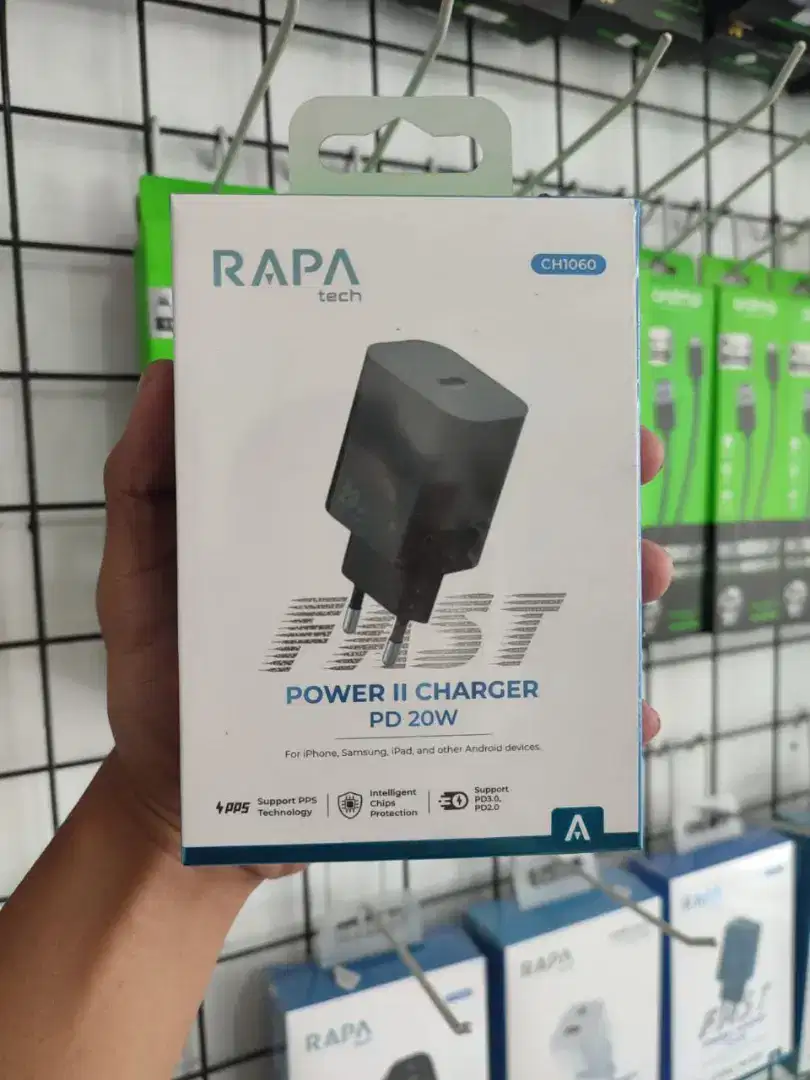 RAPA
tech
CH1060
FAST
POWER II CHARGER
PD 20W
For iPhone, Samsung, iPad, and other Android devices.
PPS
Support PPS
Technology
Intelligent
Chips
Protection
Support
PD3.0,
PD2.0
RAPA
RAPA
RAPA
FAST